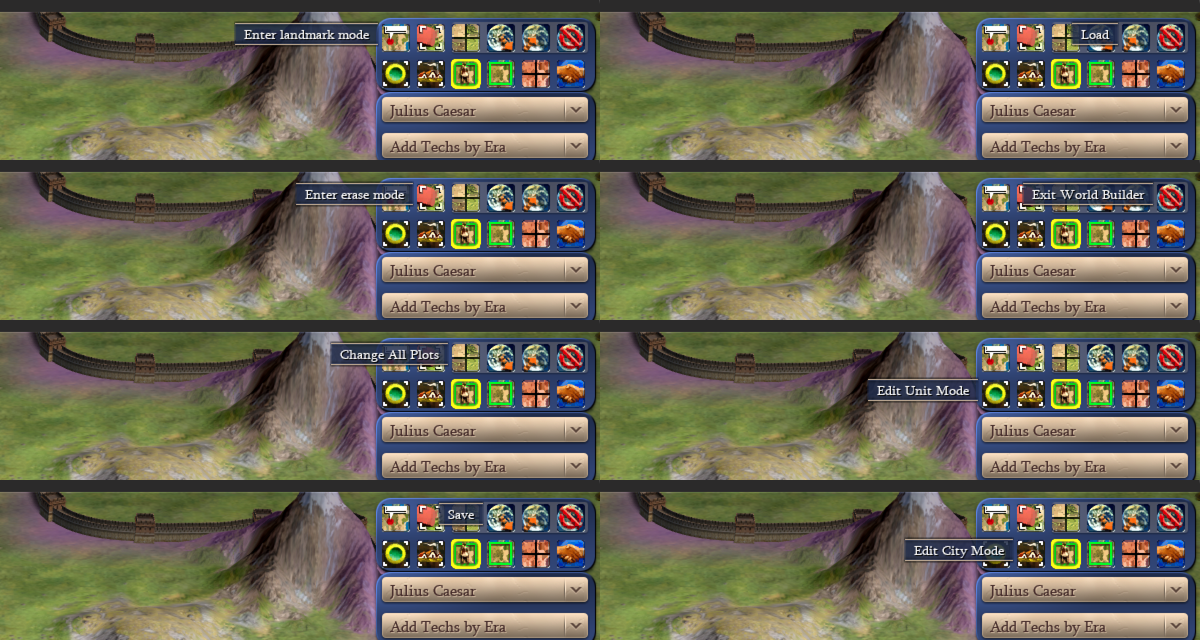 Enter landmark mode
Julius Caesar
Add Techs by Era
Load
Julius Caesar
Add Techs by Era
Enter erase mode
Julius Caesar
Add Techs by Era
Exit World Builder
Julius Caesar
Add Techs by Era
Change All Plots
Julius Caesar
Add Techs by Era
Edit Unit Mode
Julius Caesar
Add Techs by Era
Save
Julius Caesar
Add Techs by Era
Edit City Mode
Julius Caesar
Add Techs by Era